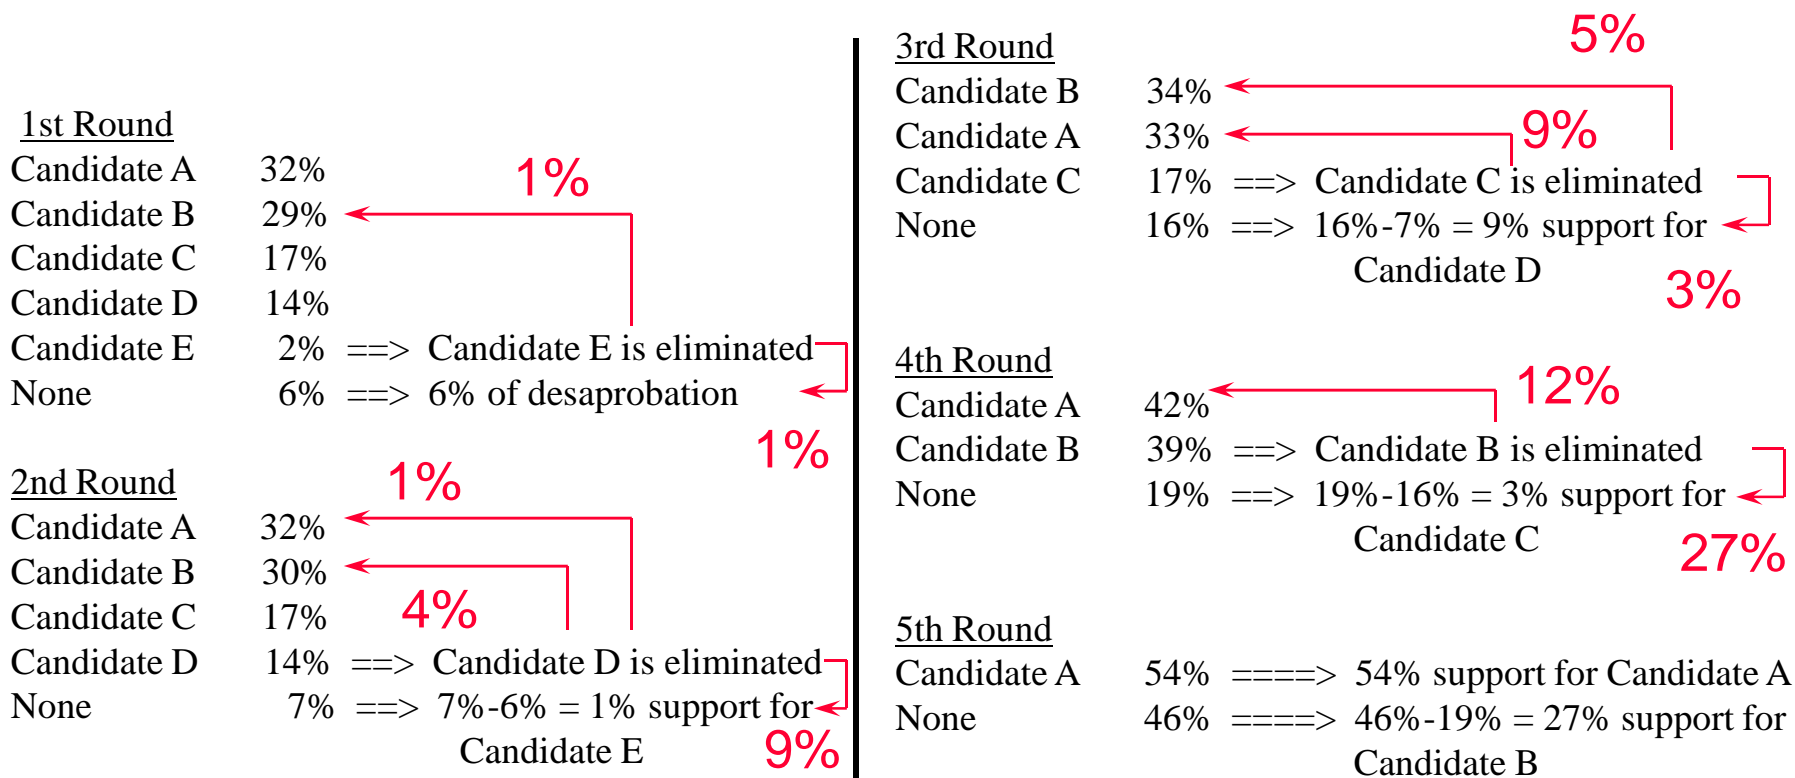 1st Round
Candidate A 32%
1%
Candidate B 29%
Candidate C 17%
Candidate D 14%
Candidate E 2% ==> Candidate E is eliminated
None 6% ==> 6% of desaprobation
1%
2nd Round
1%
Candidate A 32%
Candidate B 30%
4%
Candidate C 17%
Candidate D 14% ==> Candidate D is eliminated
None 7% ==> 7%-6% = 1% support for
Candidate E
9%
3rd Round
5%
Candidate B 34%
Candidate A 33%
9%
Candidate C 17% ==> Candidate C is eliminated
None 16% ==> 16%-7% = 9% support for
Candidate D
3%
4th Round
12%
Candidate A 42%
Candidate B 39% ==> Candidate B is eliminated
None 19% ==> 19%-16% = 3% support for
Candidate C
27%
5th Round
Candidate A 54% ====> 54% support for Candidate A
None 46% ====> 46%-19% = 27% support for
Candidate B